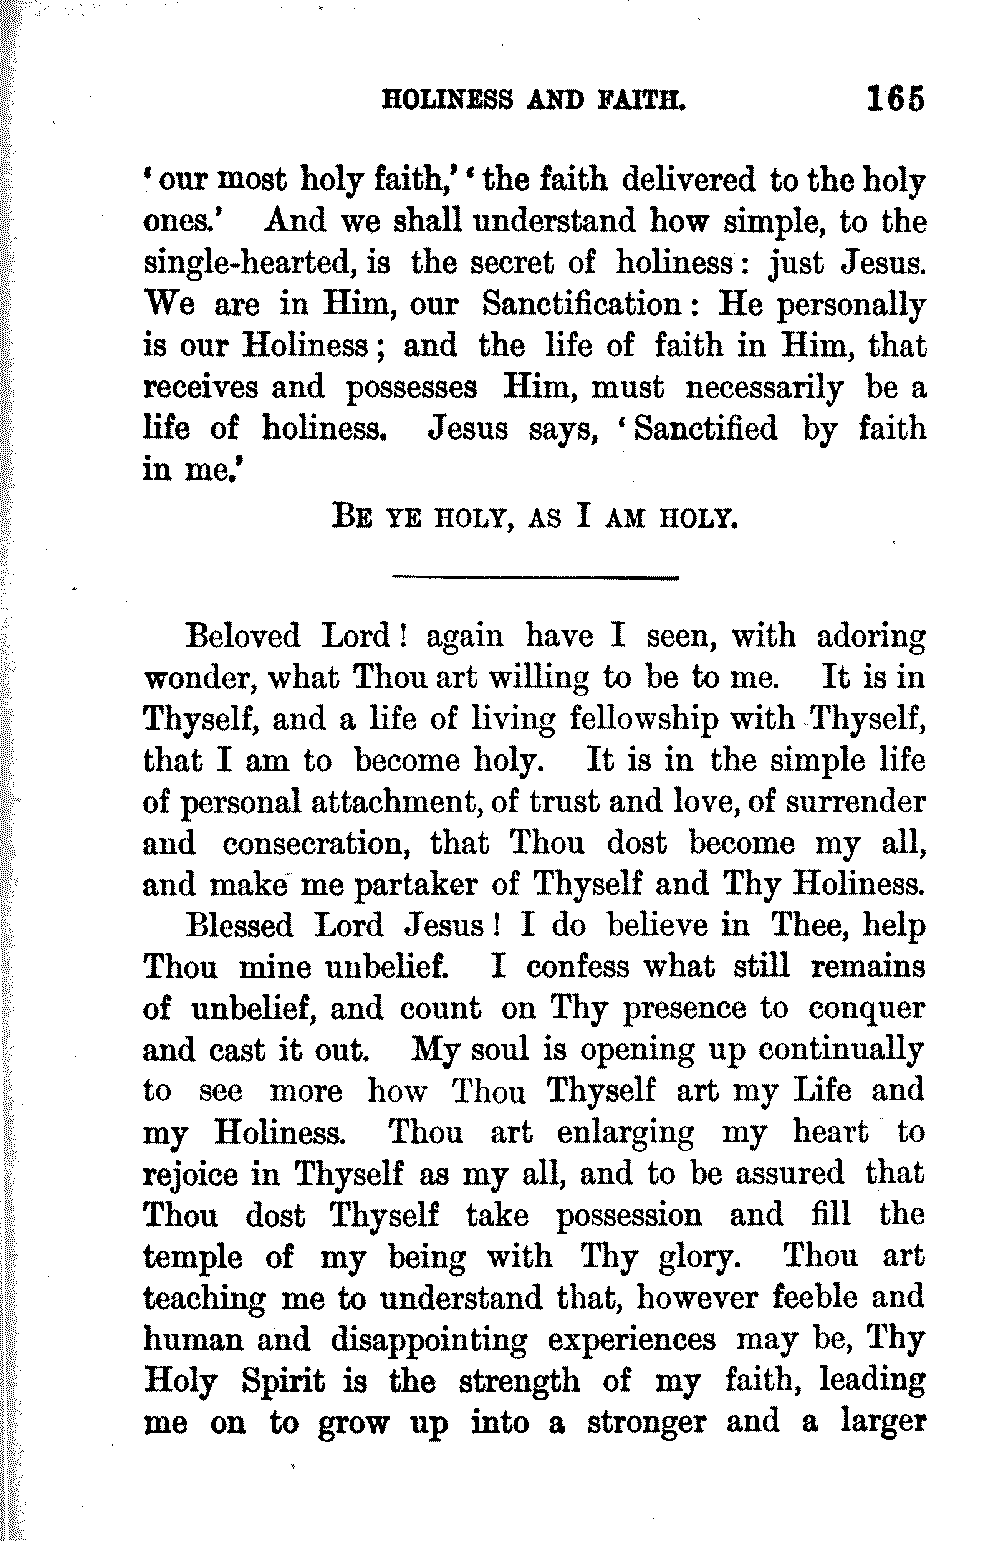 HOLINESS AND FAITH. 165
‘our most holy faith,’ ‘the faith delivered to the holy
ones.’ And we shall understand how simple, to the
single-hearted, is the secret of holiness: just Jesus.
We are in Him, our Sanctification: He personally
is our Holiness; and the life of faith in Him, that
receives and possesses Him, must necessarily be a
life of holiness. Jesus says, ‘Sanctified by faith
in me.’
BE YE HOLY, AS I AM HOLY.
Beloved Lord! again have I seen, with adoring
wonder, what Thou art willing to be to me. It is in
Thyself, and a life of living fellowship with Thyself,
that I am to become holy. It is in the simple life
of personal attachment, of trust and love, of surrender
and consecration, that Thou dost become my all,
and make me partaker of Thyself and Thy Holiness.
Blessed Lord Jesus! I do believe in Thee, help
Thou mine unbelief. I confess what still remains
of unbelief, and count on Thy presence to conquer
and cast it out. My soul is opening up continually
to see more how Thou Thyself art my Life and
my Holiness. Thou art enlarging my heart to
rejoice in Thyself as my all, and to be assured that
Thou dost Thyself take possession and fill the
temple of my being with Thy glory. Thou art
teaching me to understand that, however feeble and
human and disappointing experiences may be, Thy
Holy Spirit is the strength of my faith, leading
me on to grow up into a stronger and a larger